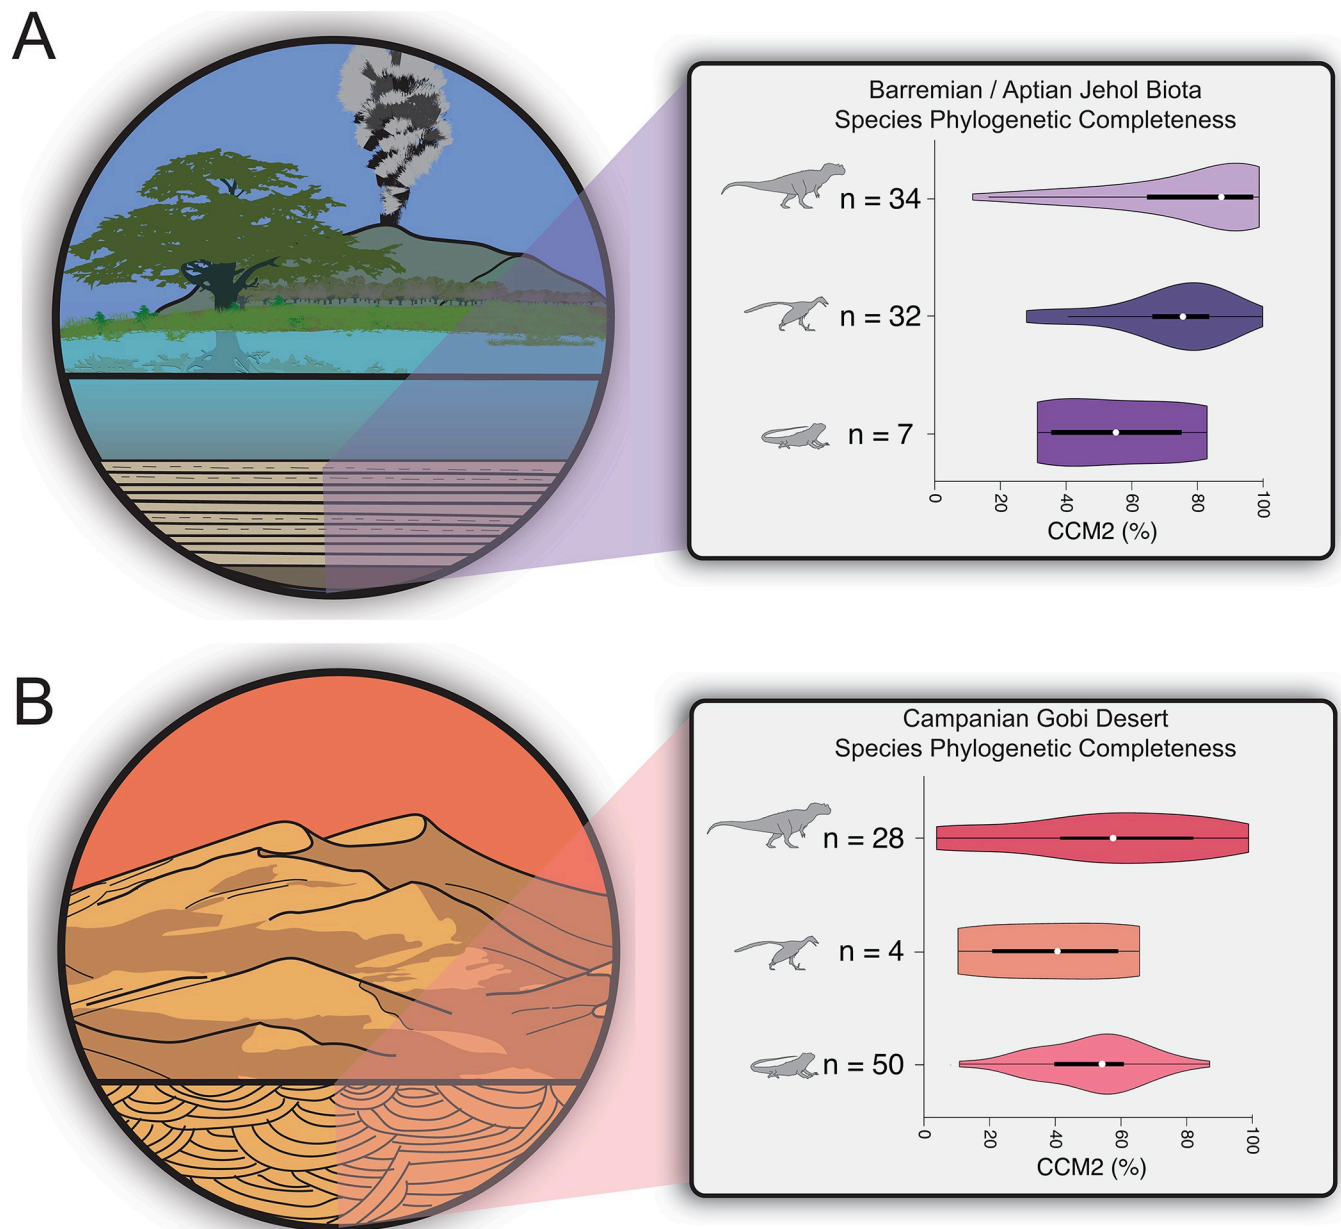 A
Barremian / Aptian Jehol Biota
Species Phylogenetic Completeness
n = 34
n = 32
n = 7
0 20 40 60 80 100
CCM2 (%)
B
Campanian Gobi Desert
Species Phylogenetic Completeness
n = 28
n = 4
n = 50
0 20 40 60 80 100
CCM2 (%)